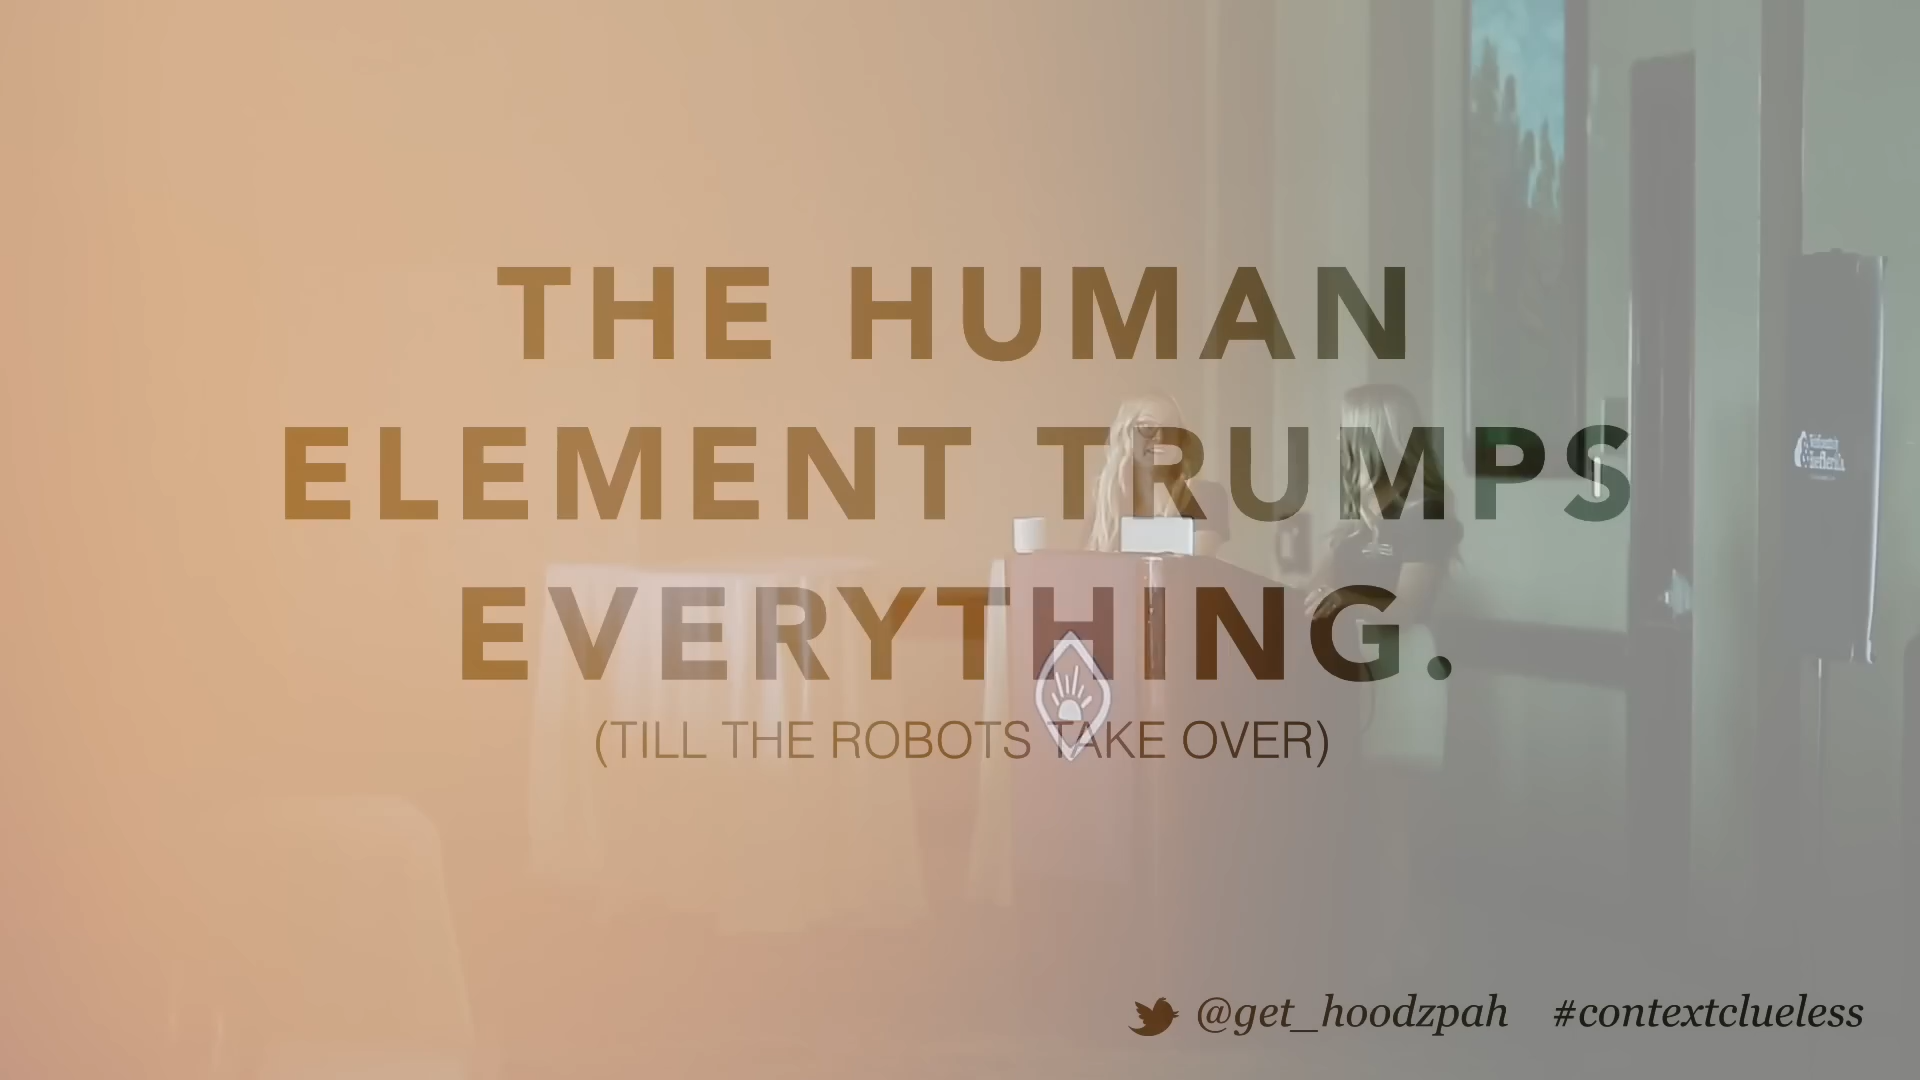 THE HUMAN
ELEMENT TRUMPS
EVERYTHING.
(TILL THE ROBOTS TAKE OVER)
@get_hoodzpah #contextclueless